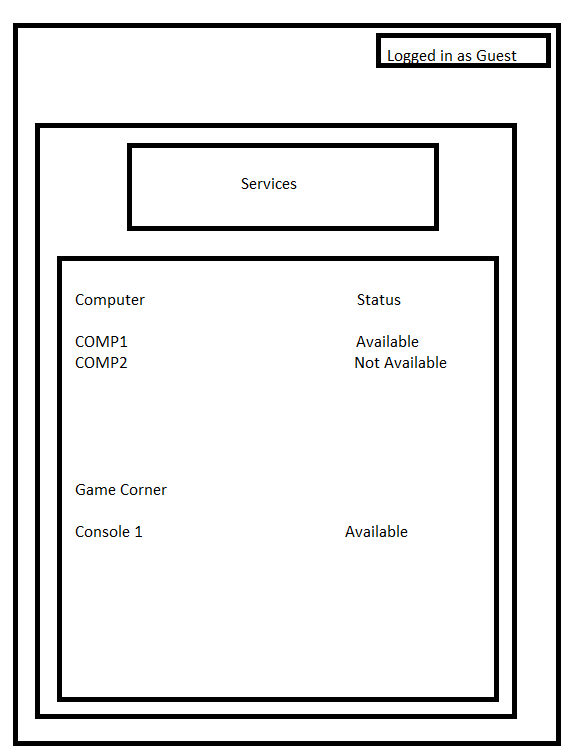 Logged in as Guest
Services
Computer Status
COMP1 Available
COMP2 Not Available
Game Corner
Console 1 Available